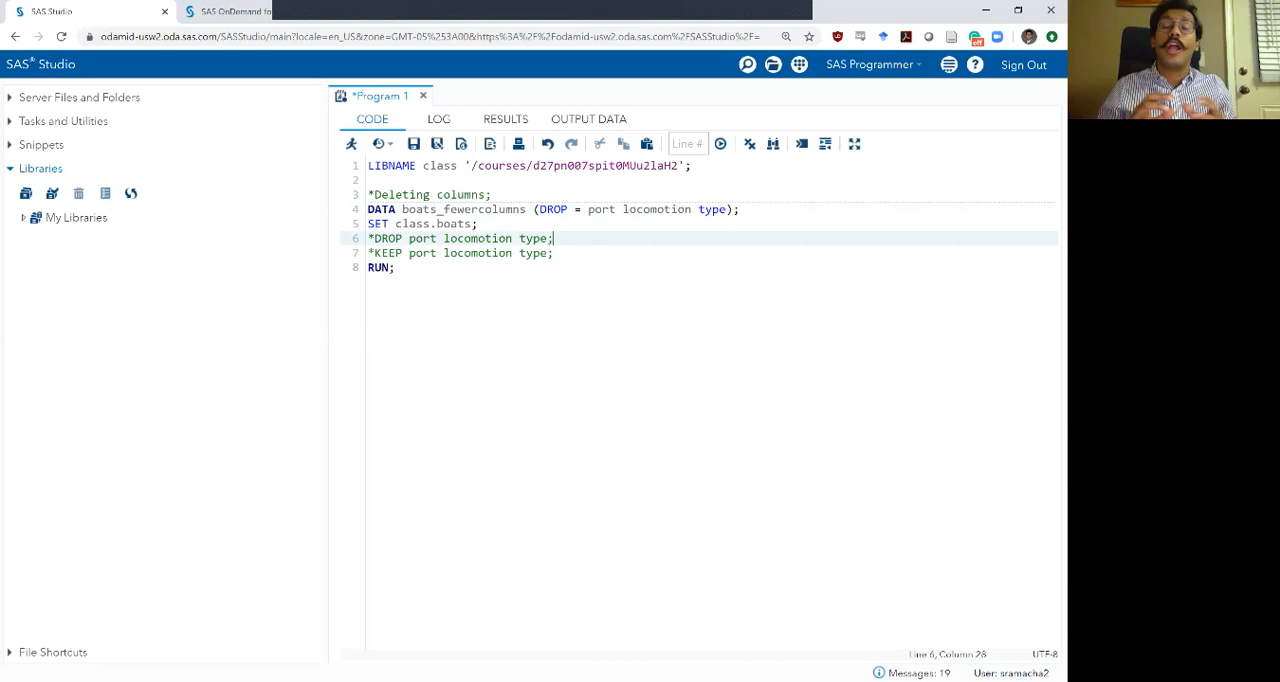 SAS Studio
SAS OnDemand fo
odamid-usw2.oda.sas.com/SASStudio/main?locale=en_US&zone=GMT-05%253A00&https%3A%2F%2Fodamid-usw2.oda.sas.com%2FSASStudio%2F=
SAS® Studio
SAS Programmer
Sign Out
Server Files and Folders
Tasks and Utilities
Snippets
Libraries
My Libraries
File Shortcuts
*Program 1
CODE LOG RESULTS OUTPUT DATA
Line #
1 LIBNAME class '/courses/d27pn007spit0MUu2laH2';
2
3 *Deleting columns;
4 DATA boats_fewercolumns (DROP = port locomotion type);
5 SET class.boats;
6 *DROP port locomotion type;
7 *KEEP port locomotion type;
8 RUN;
Line 6, Column 28 UTF-8
Messages: 19 User: sramacha2